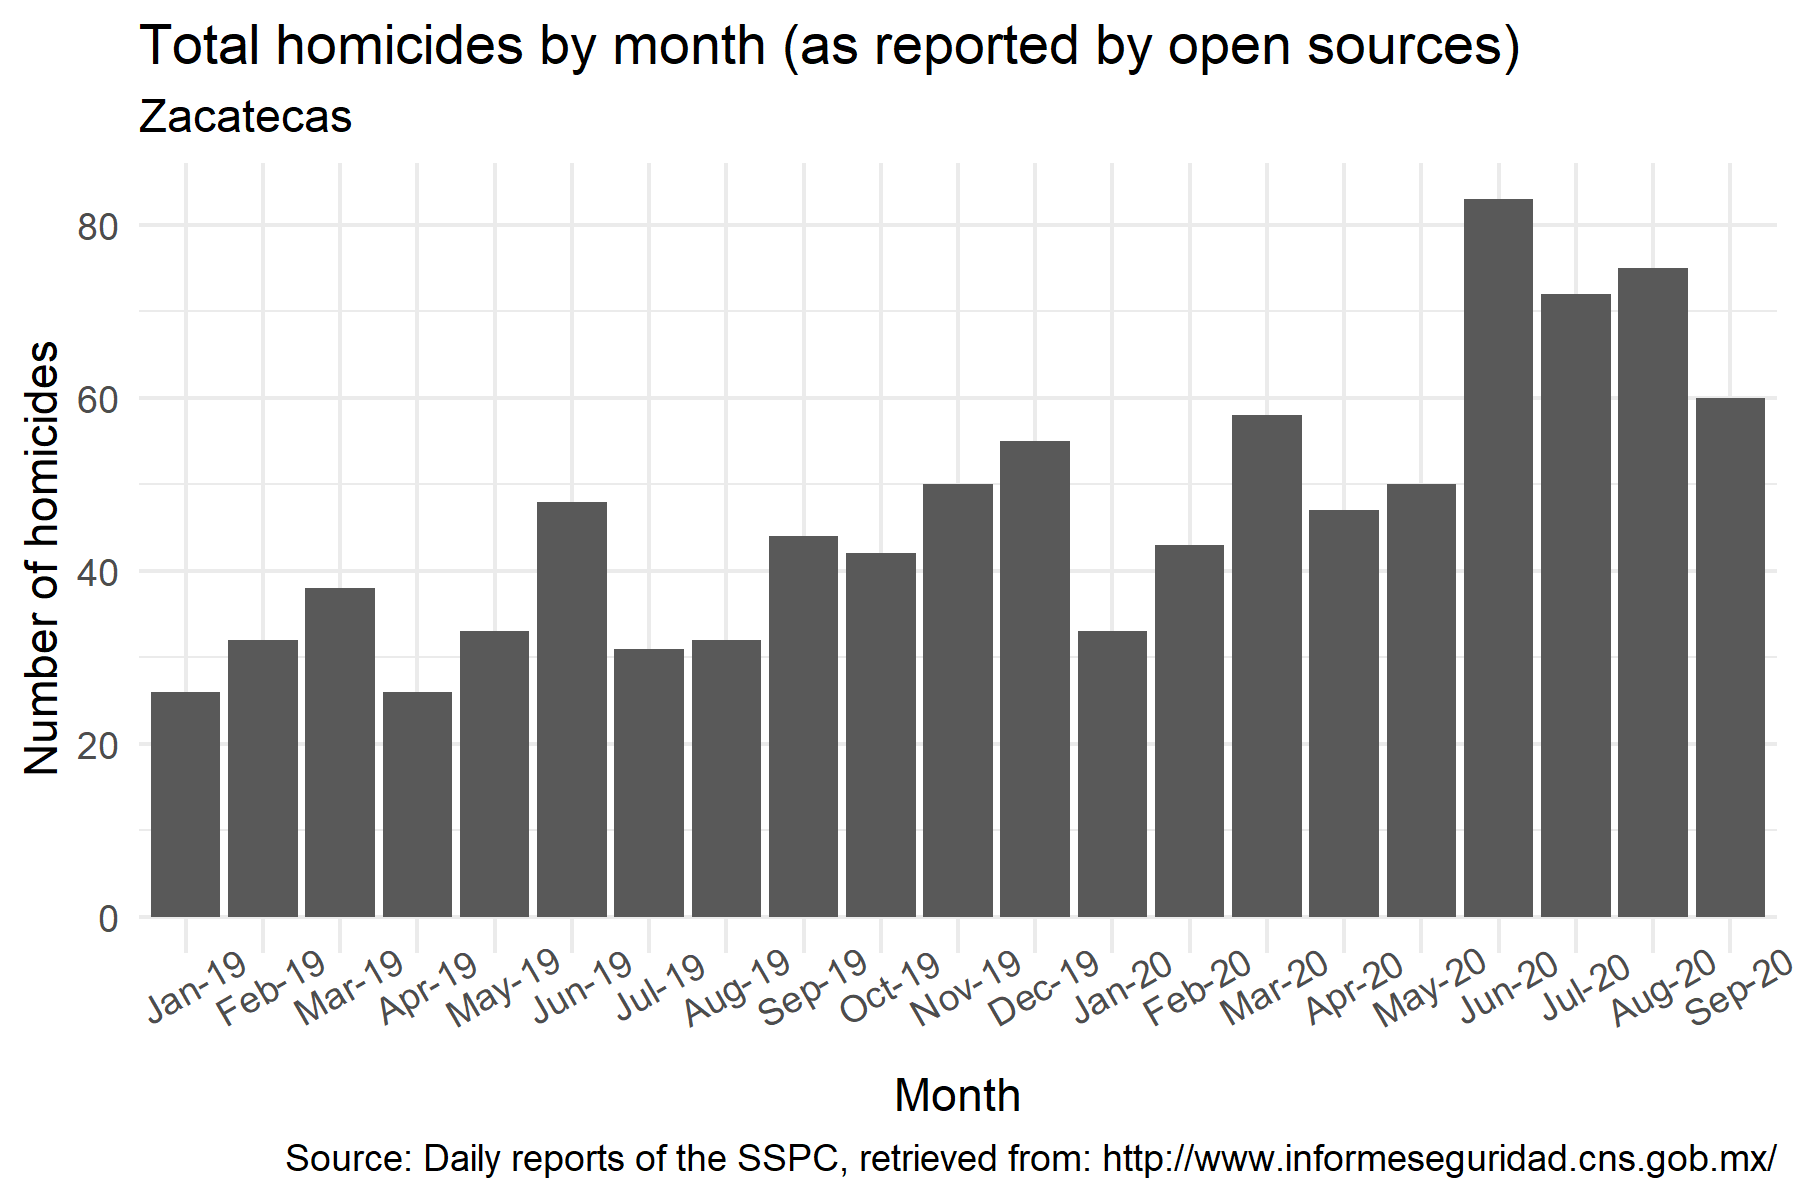 Total homicides by month (as reported by open sources)
Zacatecas
Number of homicides
80
60
40
20
0
Jan-19
Feb-19
Mar-19
Apr-19
May-19
Jun-19
Jul-19
Aug-19
Sep-19
Oct-19
Nov-19
Dec-19
Jan-20
Feb-20
Mar-20
Apr-20
May-20
Jun-20
Jul-20
Aug-20
Sep-20
Month
Source: Daily reports of the SSPC, retrieved from: http://www.informeseguridad.cns.gob.mx/